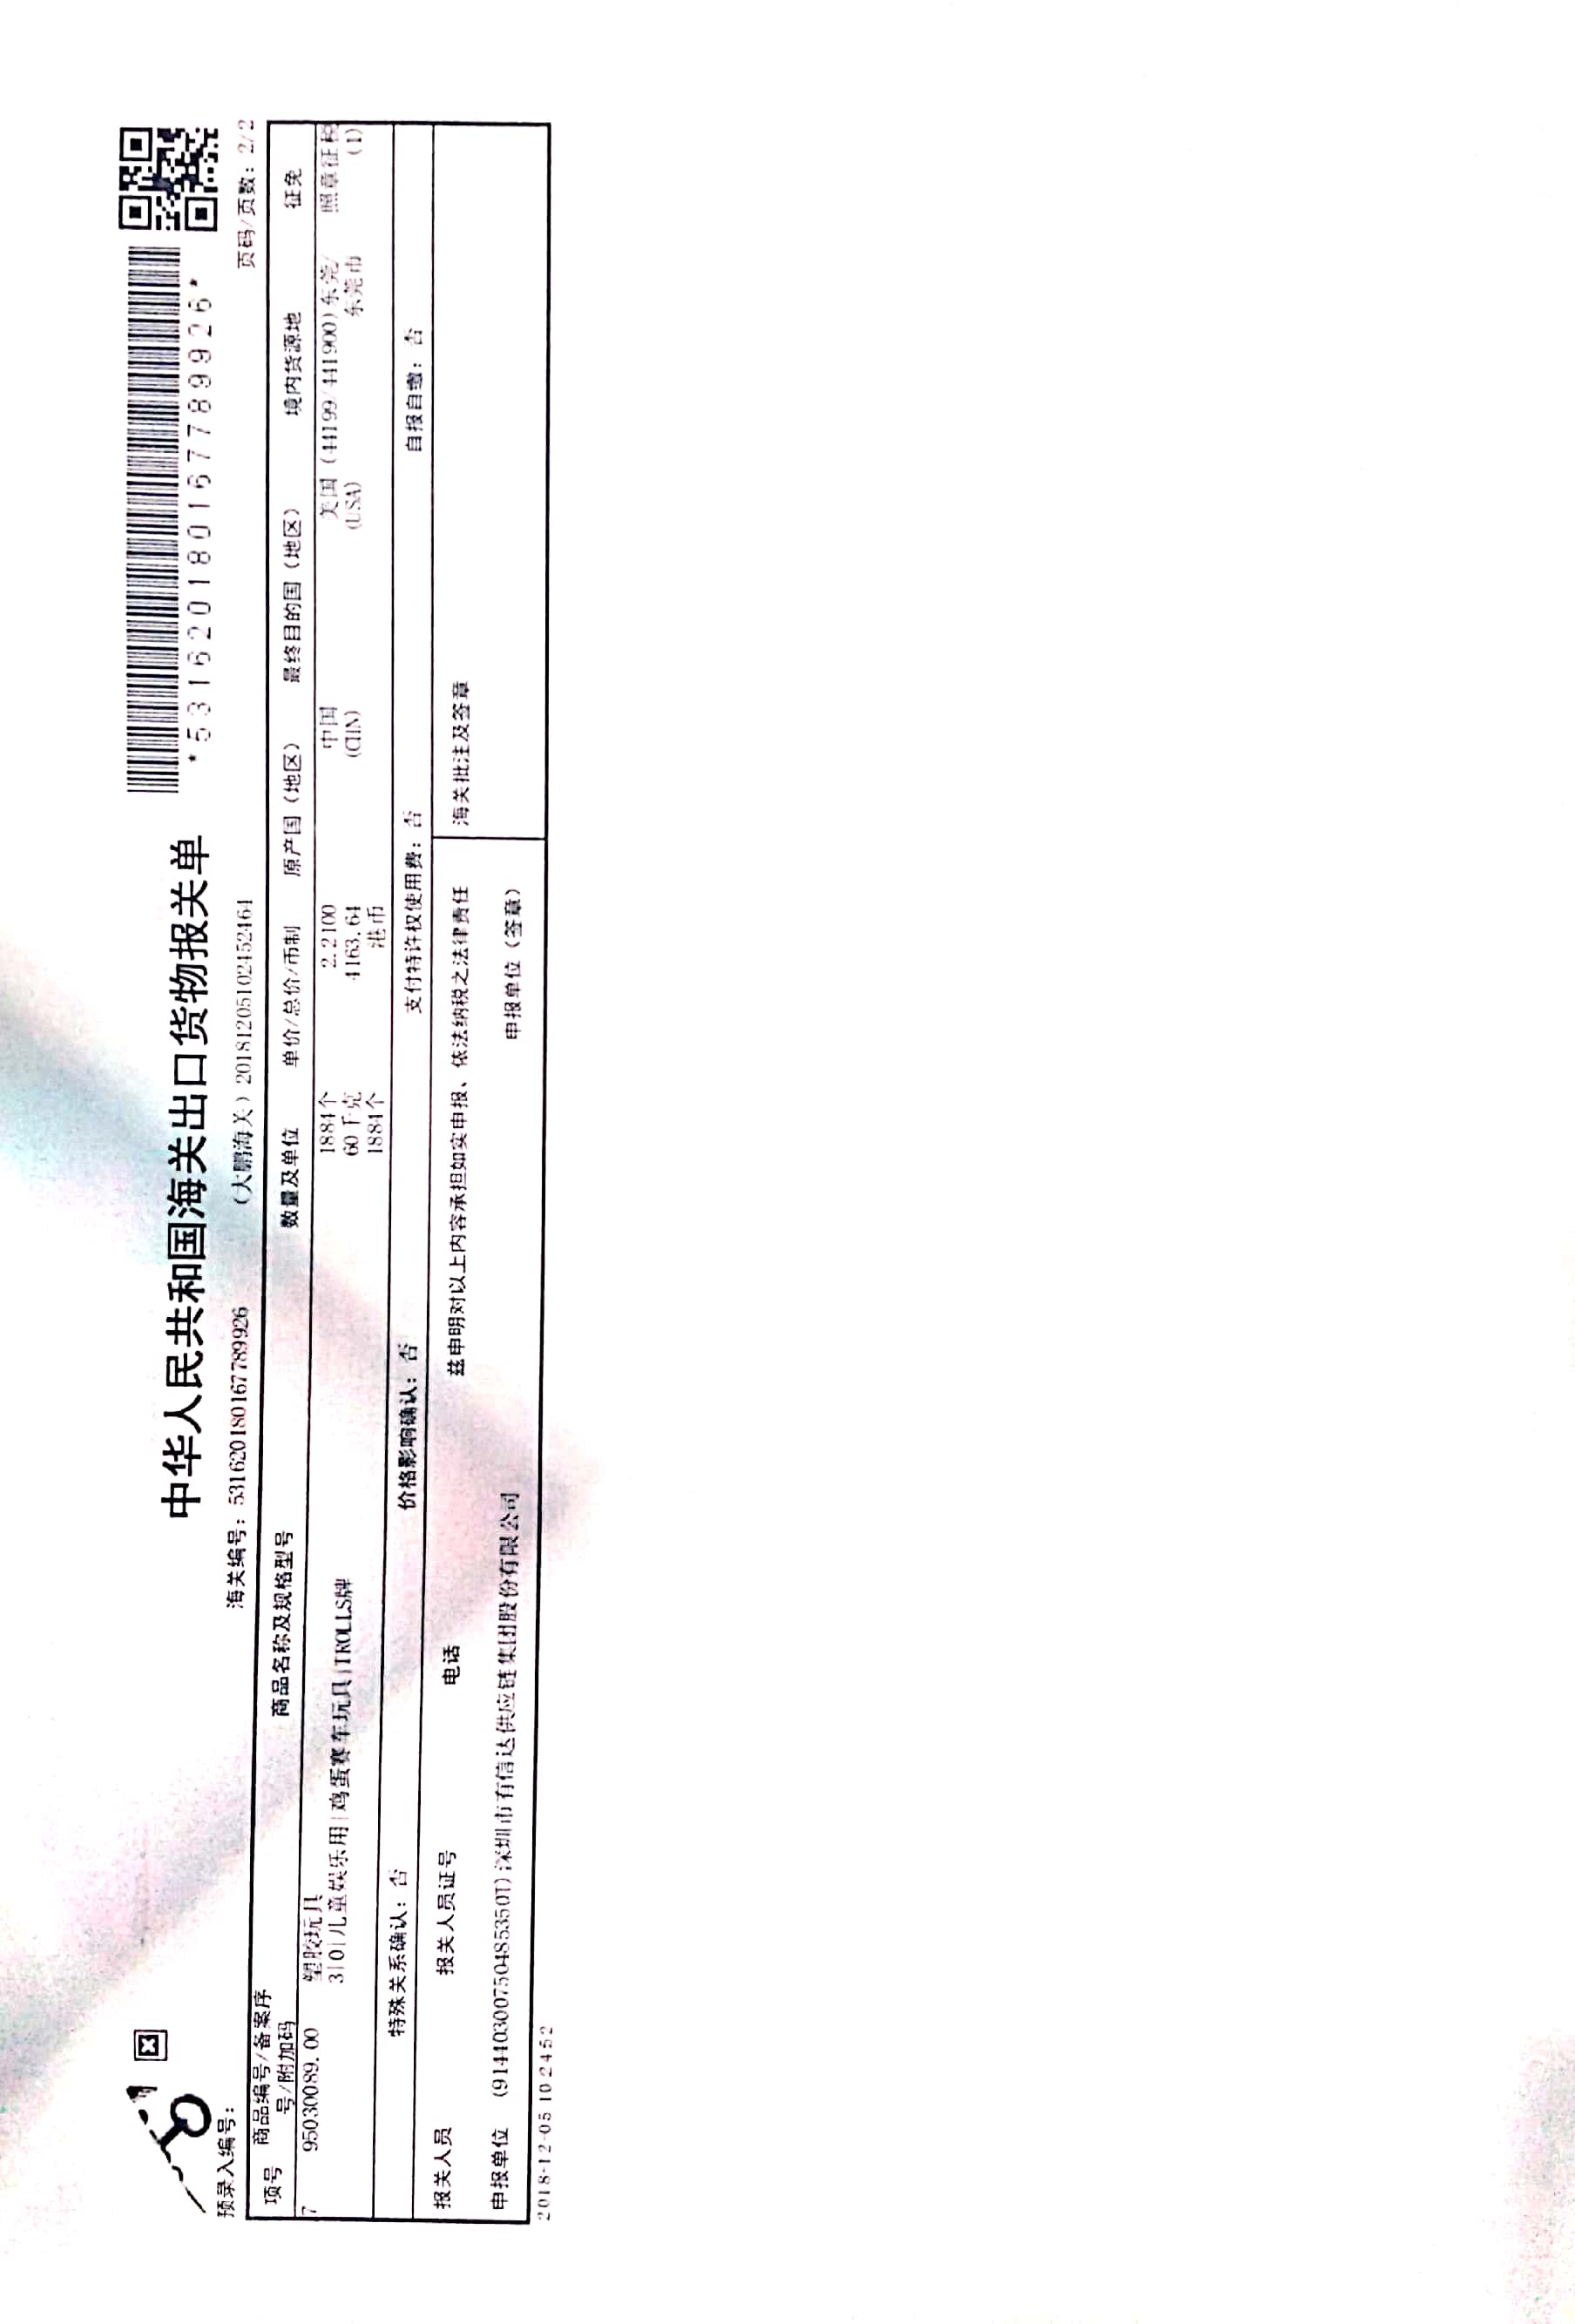 中华人民共和国海关出口货物报关单
*531620180167789926*
预录入编号：
海关编号：531620180167789926
（大鹏海关）
页码/页数：2/2
项号 商品编号/备案序号/附加码 商品名称及规格型号 数量及单位 单价/总价/币制 原产国（地区） 最终目的国（地区） 境内货源地 征免
7 95030089.00 塑胶玩具 1884个 2.2100 中国 美国 (44199/441900)东莞/ 照章征税
3|0|儿童娱乐用|鸡蛋赛车玩具|TROLLS牌 60千克 4163.64 (CHN) (USA) 东莞市 (1)
1884个 港币
特殊关系确认：否 价格影响确认：否 支付特许权使用费：否 自报自缴：否
报关人员 报关人员证号 电话 兹申明对以上内容承担如实申报、依法纳税之法律责任 海关批注及签章
申报单位 (91440300750485350T)深圳市有信达供应链集团股份有限公司 申报单位（签章）
2018-12-05 102452